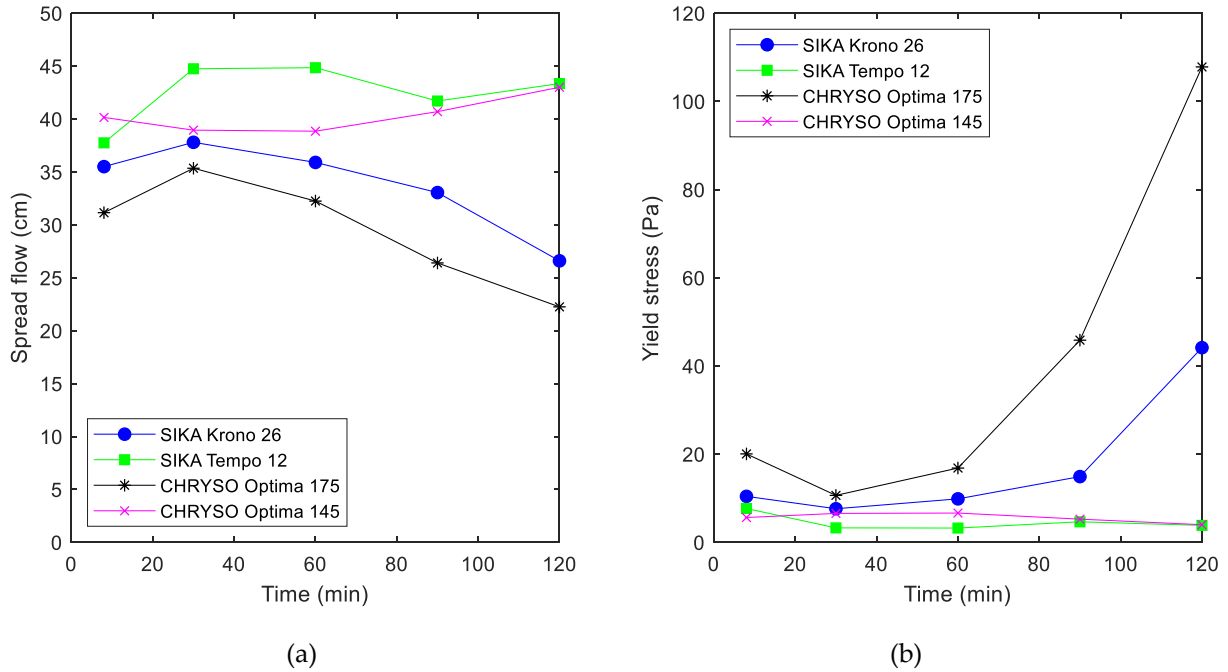 50
45
40
35
30
25
20
15
10
5
0
Spread flow (cm)
SIKA Krono 26
SIKA Tempo 12
CHRYSO Optima 175
CHRYSO Optima 145
0 20 40 60 80 100 120
Time (min)
(a)
120
100
80
60
40
20
0
Yield stress (Pa)
SIKA Krono 26
SIKA Tempo 12
CHRYSO Optima 175
CHRYSO Optima 145
0 20 40 60 80 100 120
Time (min)
(b)